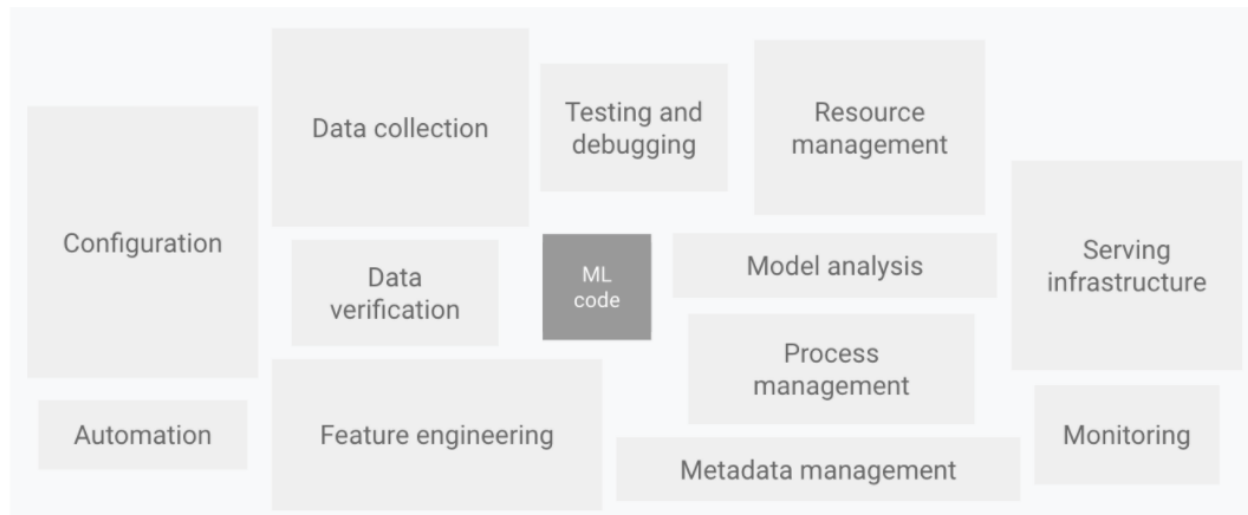 Configuration
Automation
Data collection
Data
verification
Feature engineering
Testing and
debugging
ML
code
Resource
management
Model analysis
Process
management
Metadata management
Serving
infrastructure
Monitoring